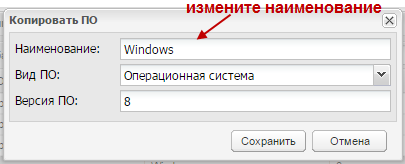 измените наименование
Копировать ПО
Наименование: Windows
Вид ПО: Операционная система
Версия ПО: 8
Сохранить Отмена